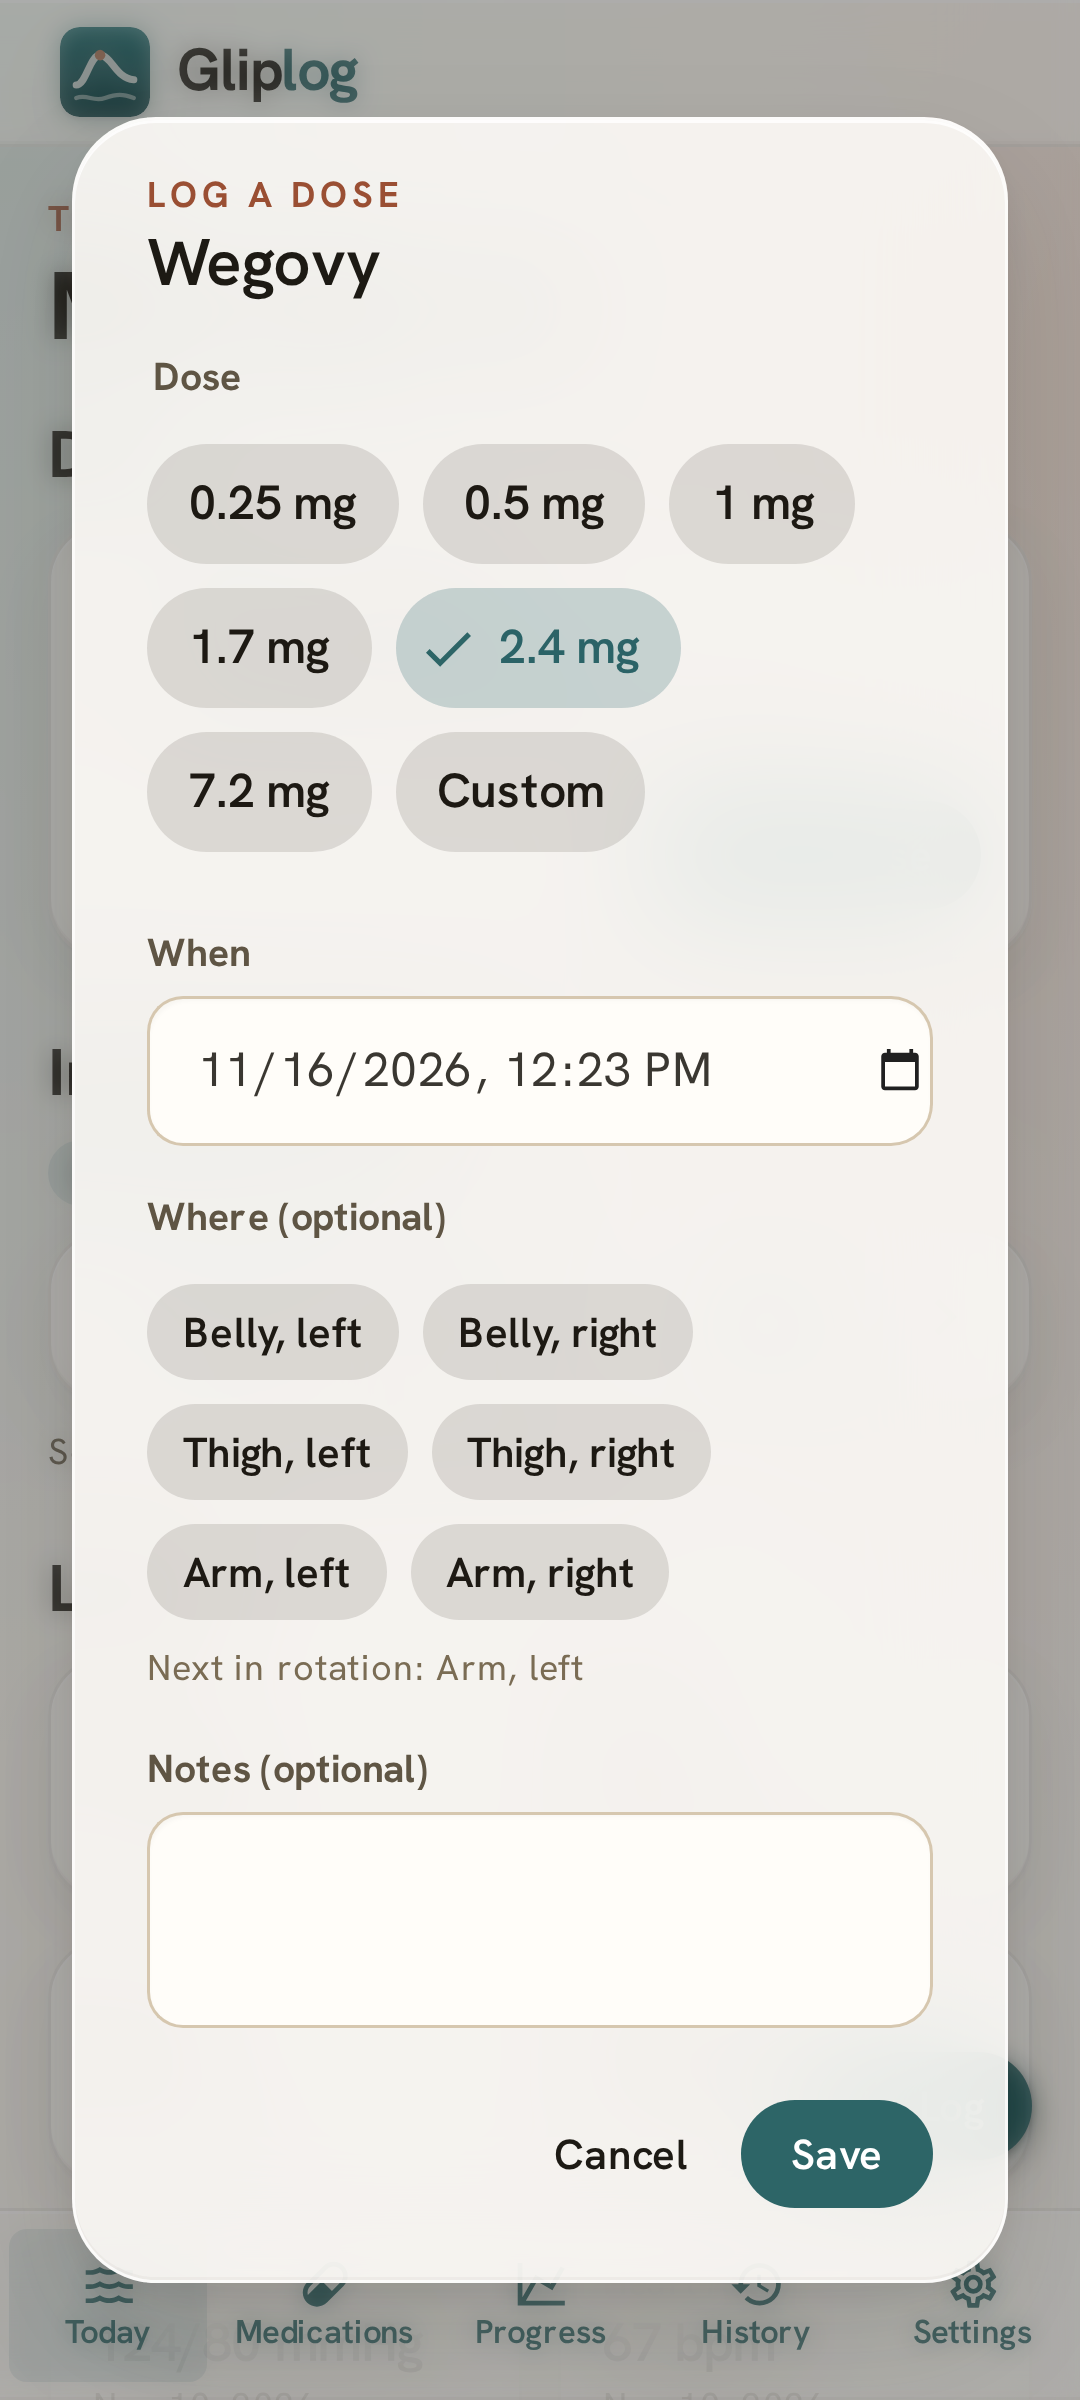 Gliplog
LOG A DOSE
Wegovy
Dose
0.25 mg
0.5 mg
1 mg
1.7 mg
2.4 mg
7.2 mg
Custom
When
11/16/2026, 12:23 PM
Where (optional)
Belly, left
Belly, right
Thigh, left
Thigh, right
Arm, left
Arm, right
Next in rotation: Arm, left
Notes (optional)
Cancel
Save
Today
Medications
Progress
History
Settings
67 bpm